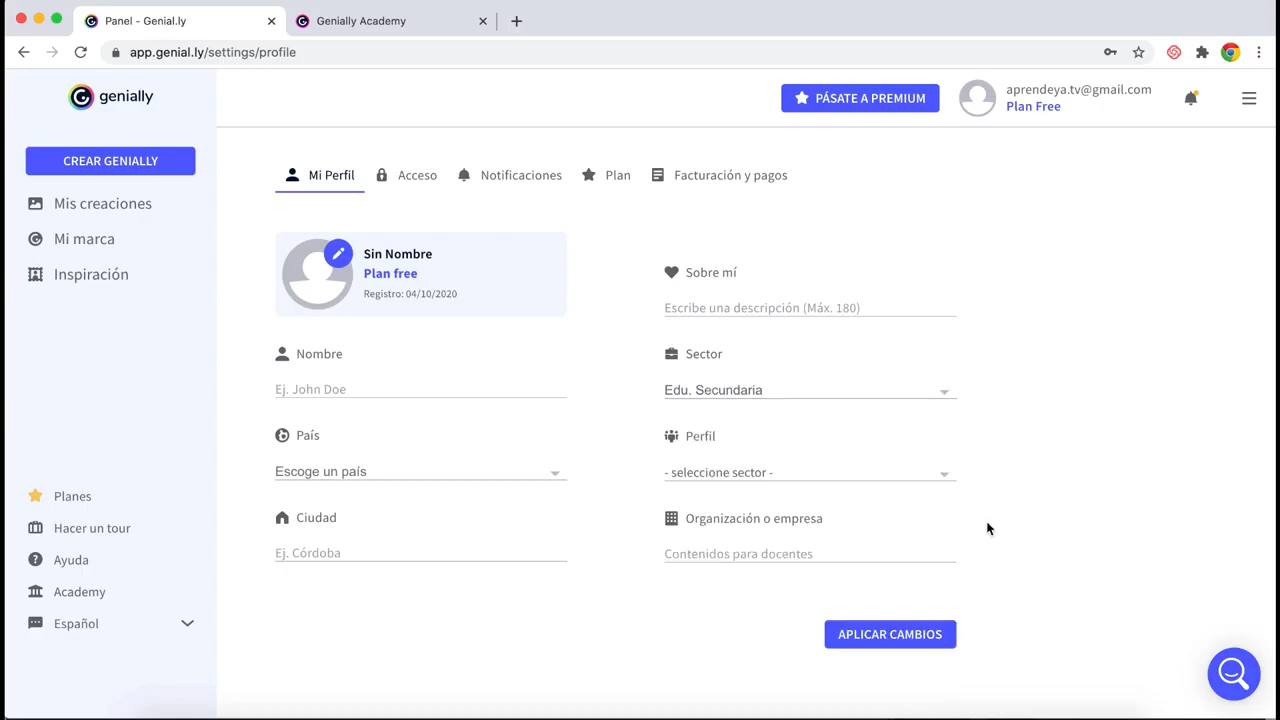 Panel - Genial.ly
Genially Academy
app.genial.ly/settings/profile
genially
PÁSATE A PREMIUM
aprendeya.tv@gmail.com
Plan Free
CREAR GENIALLY
Mis creaciones
Mi marca
Inspiración
Planes
Hacer un tour
Ayuda
Academy
Español
Mi Perfil
Acceso
Notificaciones
Plan
Facturación y pagos
Sin Nombre
Plan free
Registro: 04/10/2020
Nombre
Ej. John Doe
País
Escoge un país
Ciudad
Ej. Córdoba
Sobre mí
Escribe una descripción (Máx. 180)
Sector
Edu. Secundaria
Perfil
- seleccione sector -
Organización o empresa
Contenidos para docentes
APLICAR CAMBIOS